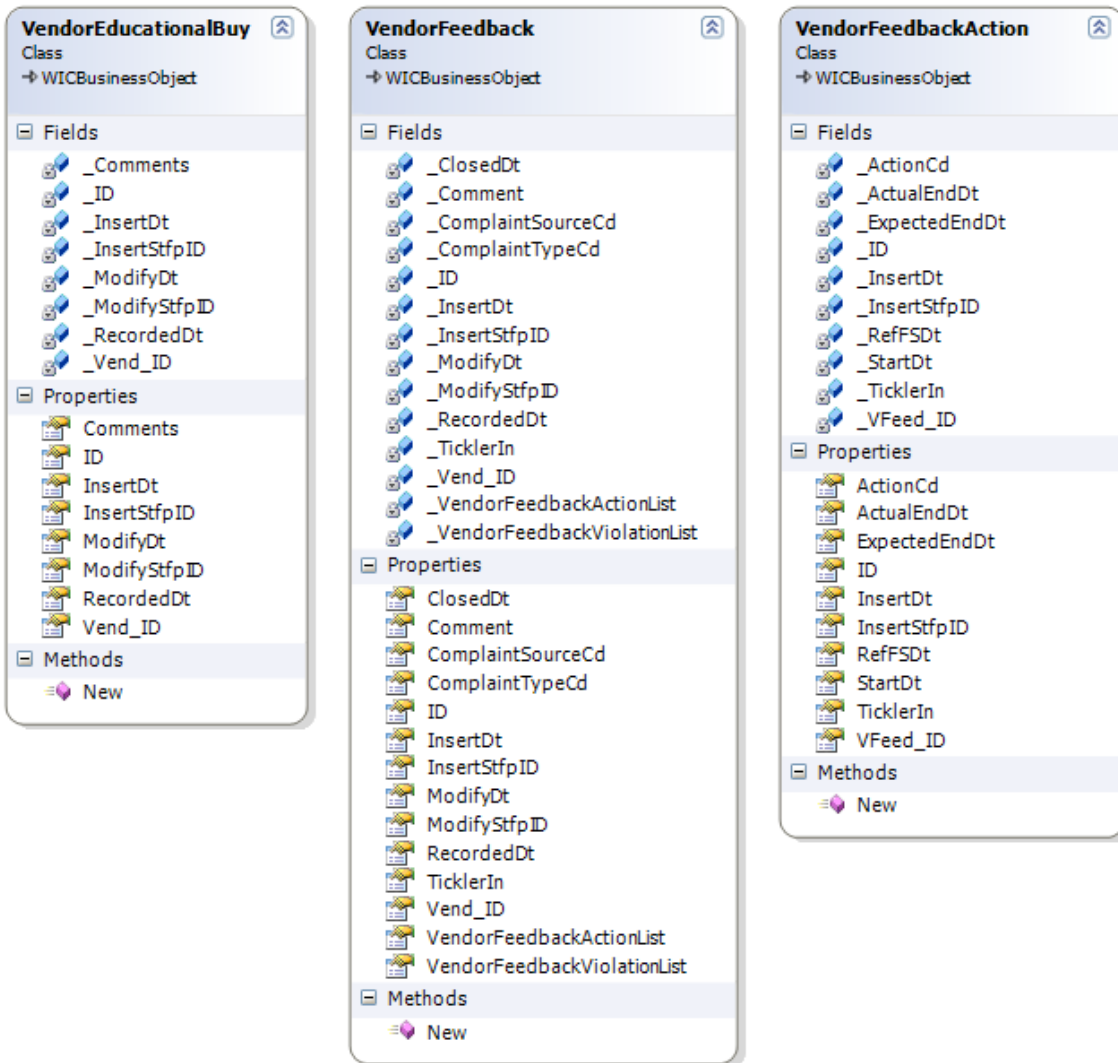 VendorEducationalBuy
Class
WICBusinessObject
Fields
_Comments
_ID
_InsertDt
_InsertStfpID
_ModifyDt
_ModifyStfpID
_RecordedDt
_Vend_ID
Properties
Comments
ID
InsertDt
InsertStfpID
ModifyDt
ModifyStfpID
RecordedDt
Vend_ID
Methods
New
VendorFeedback
Class
WICBusinessObject
Fields
_ClosedDt
_Comment
_ComplaintSourceCd
_ComplaintTypeCd
_ID
_InsertDt
_InsertStfpID
_ModifyDt
_ModifyStfpID
_RecordedDt
_TicklerIn
_Vend_ID
_VendorFeedbackActionList
_VendorFeedbackViolationList
Properties
ClosedDt
Comment
ComplaintSourceCd
ComplaintTypeCd
ID
InsertDt
InsertStfpID
ModifyDt
ModifyStfpID
RecordedDt
TicklerIn
Vend_ID
VendorFeedbackActionList
VendorFeedbackViolationList
Methods
New
VendorFeedbackAction
Class
WICBusinessObject
Fields
_ActionCd
_ActualEndDt
_ExpectedEndDt
_ID
_InsertDt
_InsertStfpID
_RefFSDt
_StartDt
_TicklerIn
_VFeed_ID
Properties
ActionCd
ActualEndDt
ExpectedEndDt
ID
InsertDt
InsertStfpID
RefFSDt
StartDt
TicklerIn
VFeed_ID
Methods
New